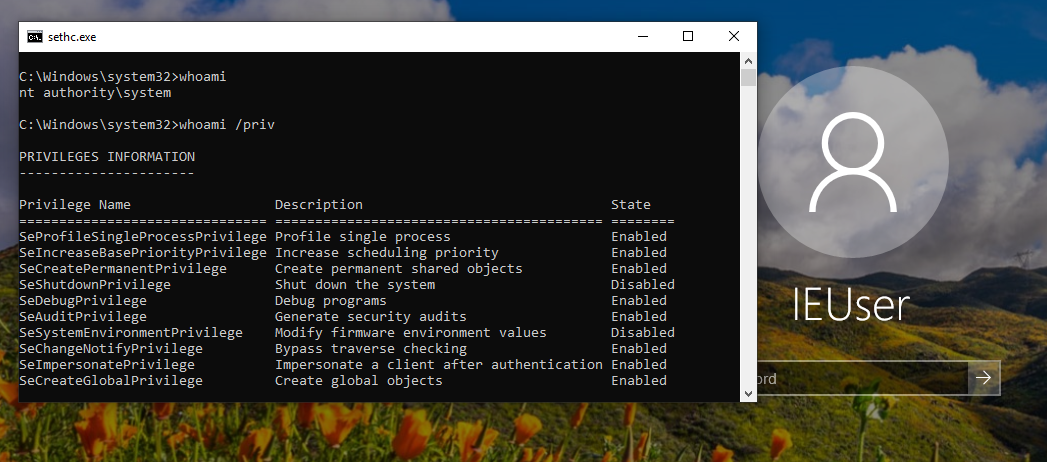 sethc.exe
C:\Windows\system32>whoami
nt authority\system
C:\Windows\system32>whoami /priv
PRIVILEGES INFORMATION
----------------------
Privilege Name Description State
=============================== ========================================= ========
SeProfileSingleProcessPrivilege Profile single process Enabled
SeIncreaseBasePriorityPrivilege Increase scheduling priority Enabled
SeCreatePermanentPrivilege Create permanent shared objects Enabled
SeShutdownPrivilege Shut down the system Disabled
SeDebugPrivilege Debug programs Enabled
SeAuditPrivilege Generate security audits Enabled
SeSystemEnvironmentPrivilege Modify firmware environment values Disabled
SeChangeNotifyPrivilege Bypass traverse checking Enabled
SeImpersonatePrivilege Impersonate a client after authentication Enabled
SeCreateGlobalPrivilege Create global objects Enabled
IEUser
ord